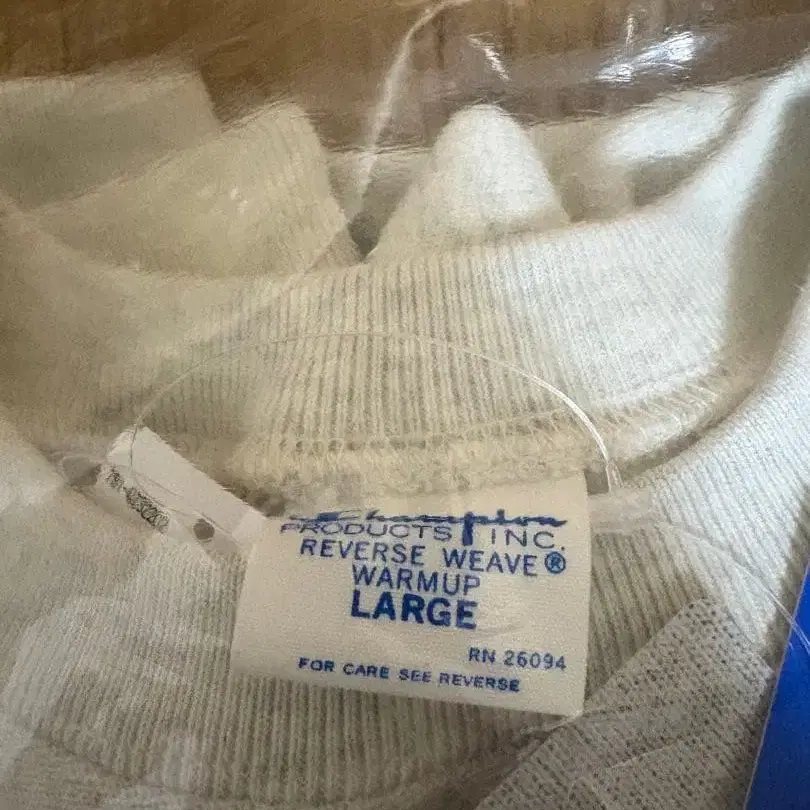 Champion
PRODUCTS INC.
REVERSE WEAVE®
WARMUP
LARGE
RN 26094
FOR CARE SEE REVERSE